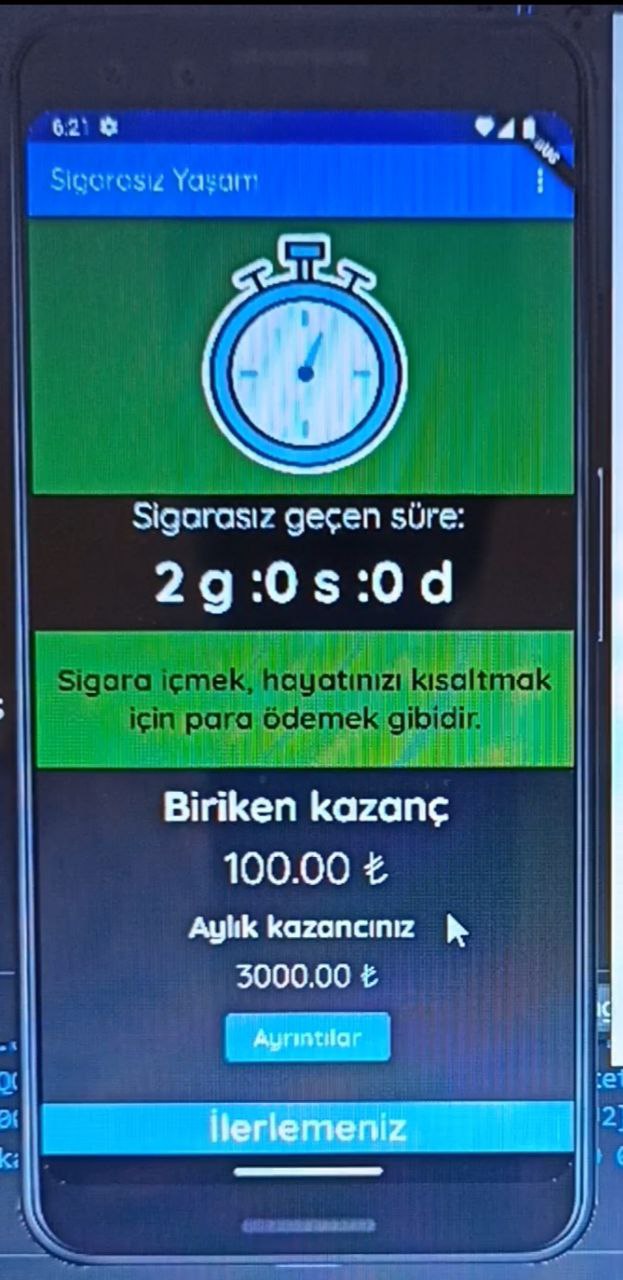 6:21
Sigarasız Yaşam
Sigarasız geçen süre:
2 g :0 s :0 d
Sigara içmek, hayatınızı kısaltmak
için para ödemek gibidir.
Biriken kazanç
100.00 ₺
Aylık kazancınız
3000.00 ₺
Ayrıntılar
İlerlemeniz